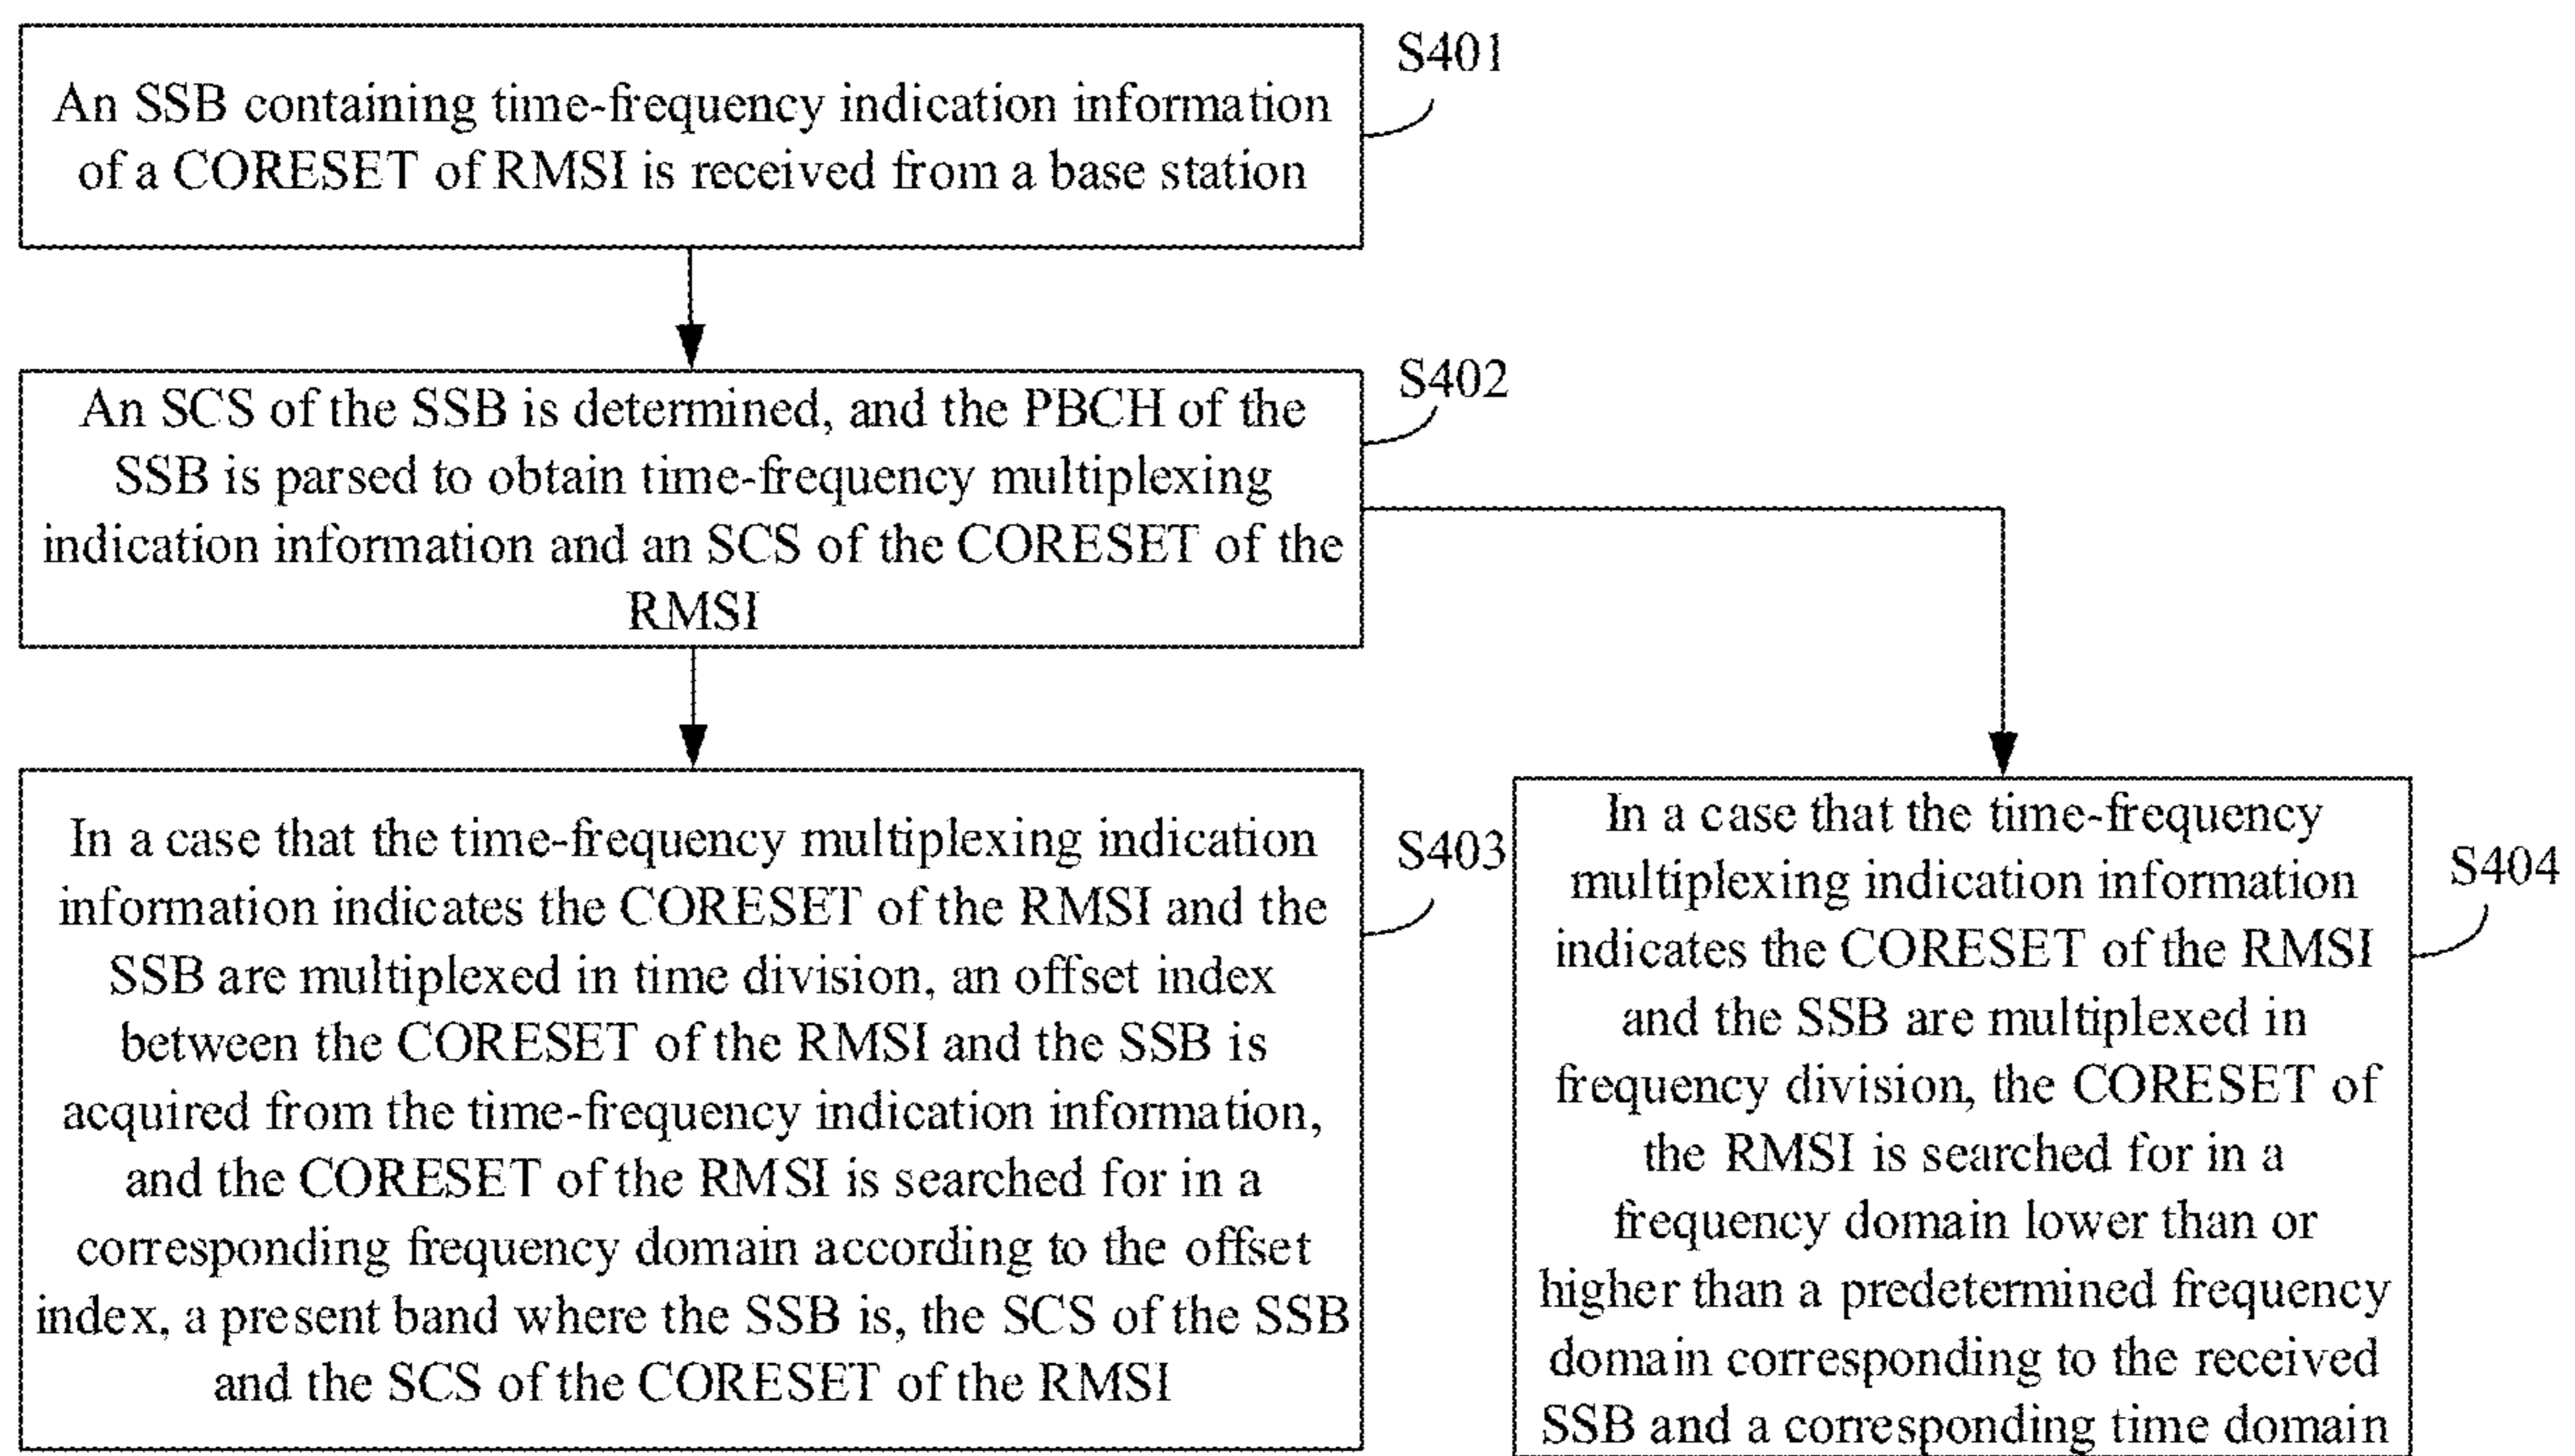 An SSB containing time-frequency indication information
of a CORESET of RMSI is received from a base station
S401
An SCS of the SSB is determined, and the PBCH of the
SSB is parsed to obtain time-frequency multiplexing
indication information and an SCS of the CORESET of the
RMSI
S402
In a case that the time-frequency multiplexing indication
information indicates the CORESET of the RMSI and the
SSB are multiplexed in time division, an offset index
between the CORESET of the RMSI and the SSB is
acquired from the time-frequency indication information,
and the CORESET of the RMSI is searched for in a
corresponding frequency domain according to the offset
index, a present band where the SSB is, the SCS of the SSB
and the SCS of the CORESET of the RMSI
S403
In a case that the time-frequency
multiplexing indication information
indicates the CORESET of the RMSI
and the SSB are multiplexed in
frequency division, the CORESET of
the RMSI is searched for in a
frequency domain lower than or
higher than a predetermined frequency
domain corresponding to the received
SSB and a corresponding time domain
S404